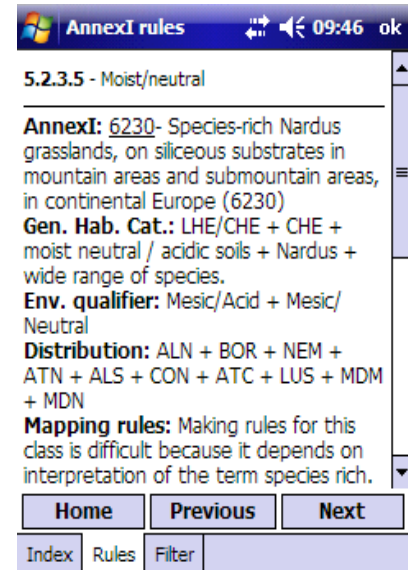 AnnexI rules 09:46 ok
5.2.3.5 - Moist/neutral
AnnexI: 6230- Species-rich Nardus
grasslands, on siliceous substrates in
mountain areas and submountain areas,
in continental Europe (6230)
Gen. Hab. Cat.: LHE/CHE + CHE +
moist neutral / acidic soils + Nardus +
wide range of species.
Env. qualifier: Mesic/Acid + Mesic/
Neutral
Distribution: ALN + BOR + NEM +
ATN + ALS + CON + ATC + LUS + MDM
+ MDN
Mapping rules: Making rules for this
class is difficult because it depends on
interpretation of the term species rich.
Home Previous Next
Index Rules Filter